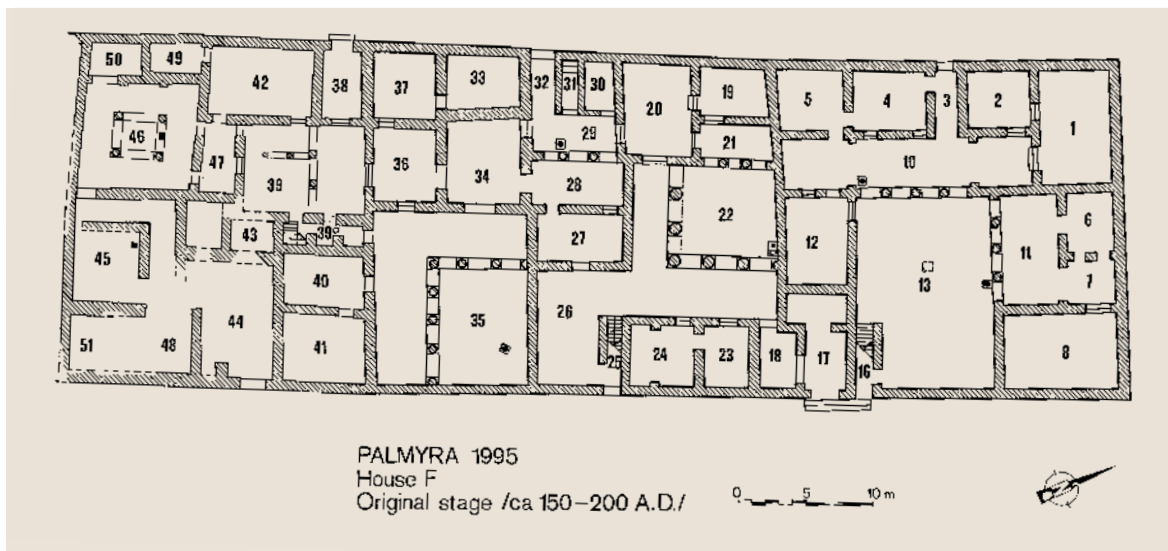 50 49 42 38 37 33 32 31 30 20 19 5 4 3 2 1
46 47 39 36 34 29 28 21 10
45 43 39 27 22 12 13 11 6 7
44 40 26 35
51 48 41 25 24 23 18 17 16 8
PALMYRA 1995
House F
Original stage /ca 150–200 A.D./
0 5 10 m